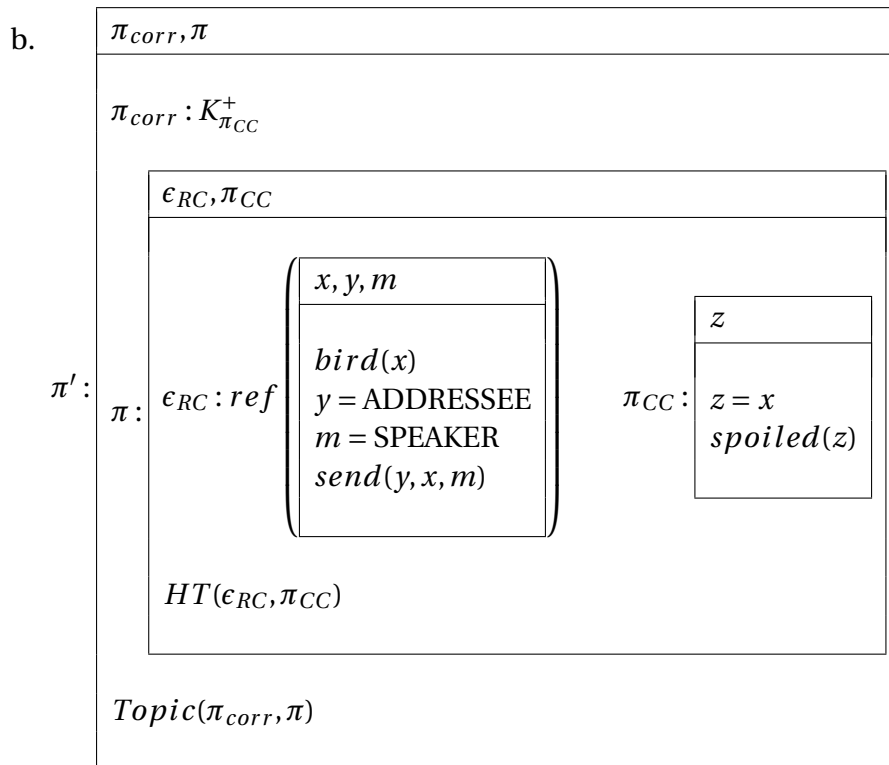 b.
π_corr, π
π_corr : K⁺_π_CC
ϵ_RC, π_CC
x, y, m
bird(x)
y = ADDRESSEE
m = SPEAKER
send(y, x, m)
z
z = x
spoiled(z)
π′ :
π :
ϵ_RC : ref
π_CC :
HT(ϵ_RC, π_CC)
Topic(π_corr, π)